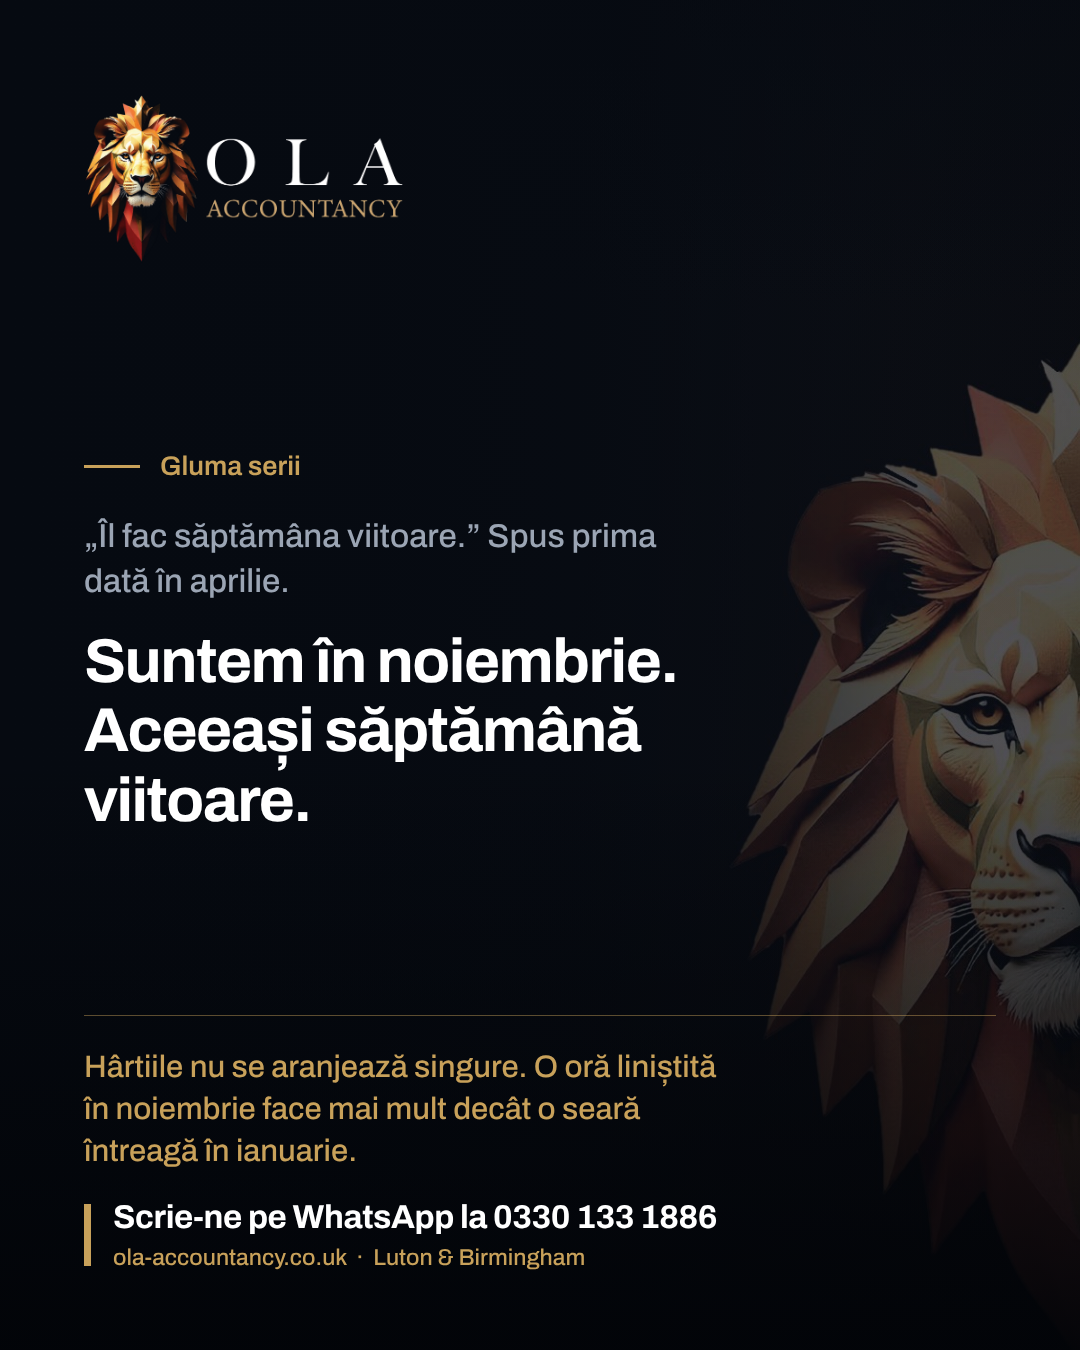 OLA
ACCOUNTANCY
Gluma serii
„Îl fac săptămâna viitoare.” Spus prima
dată în aprilie.
Suntem în noiembrie.
Aceeași săptămână
viitoare.
Hârtiile nu se aranjează singure. O oră liniștită
în noiembrie face mai mult decât o seară
întreagă în ianuarie.
Scrie-ne pe WhatsApp la 0330 133 1886
ola-accountancy.co.uk · Luton & Birmingham